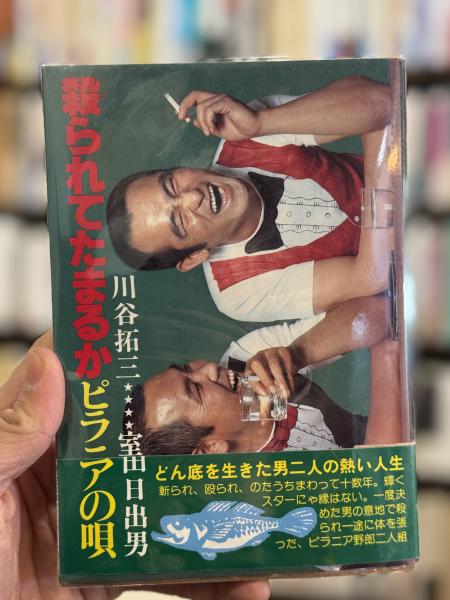 殺られてたまるか
ピラニアの唄
川谷拓三★★★★室田日出男
どん底を生きた男二人の熱い人生
斬られ、殴られ、のたうちまわって十数年。輝く
スターにゃ縁はない。一度決
めた男の意地で殺
られ一途に体を張
った、ピラニア野郎二人組